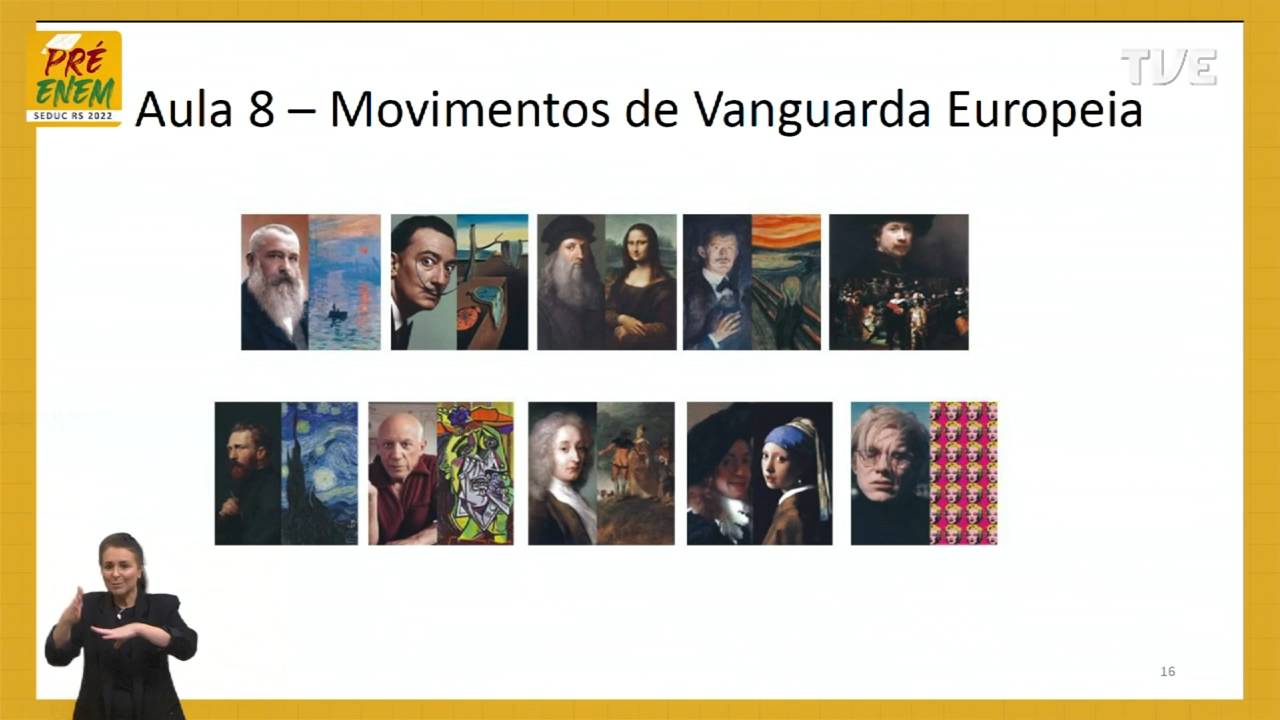 PRÉ
ENEM
SEDUC RS 2022
TVE
Aula 8 – Movimentos de Vanguarda Europeia
16